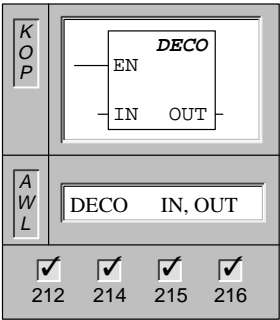 K
O
P
DECO
EN
IN OUT
A
W
L
DECO IN, OUT
212 214 215 216